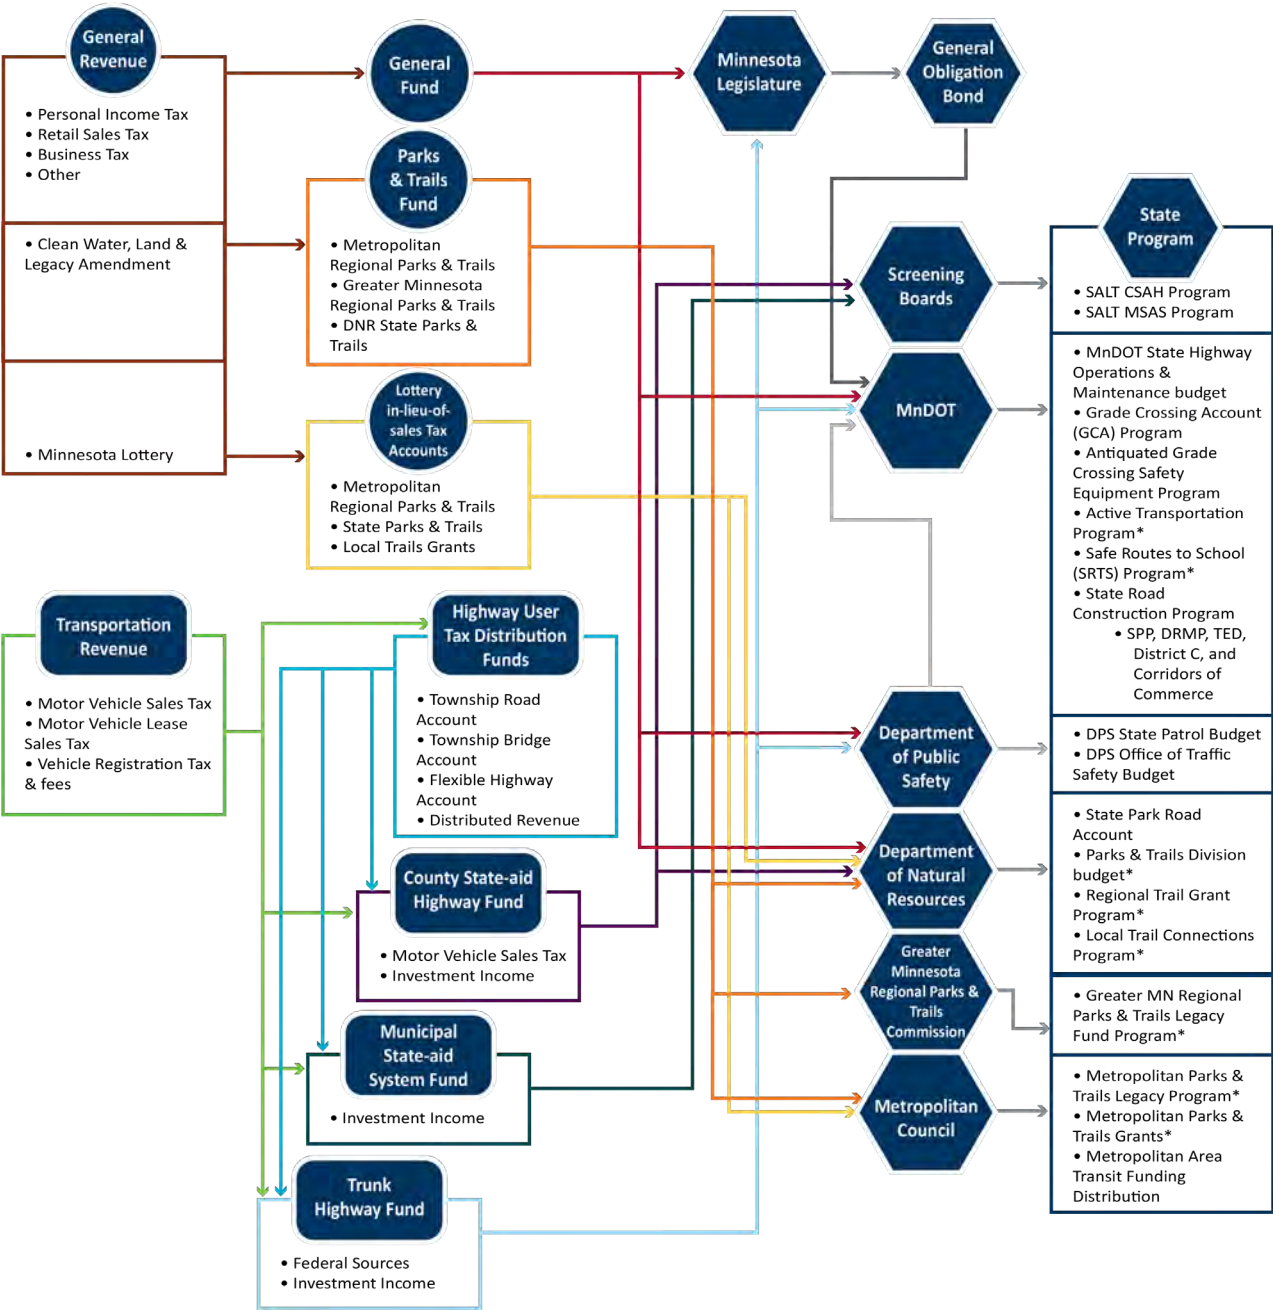 General
Revenue
• Personal Income Tax
• Retail Sales Tax
• Business Tax
• Other
• Clean Water, Land &
Legacy Amendment
• Minnesota Lottery
General
Fund
Parks
& Trails
Fund
• Metropolitan
Regional Parks & Trails
• Greater Minnesota
Regional Parks & Trails
• DNR State Parks &
Trails
Lottery
in-lieu-of-
sales Tax
Accounts
• Metropolitan
Regional Parks & Trails
• State Parks & Trails
• Local Trails Grants
Transportation
Revenue
• Motor Vehicle Sales Tax
• Motor Vehicle Lease
Sales Tax
• Vehicle Registration Tax
& fees
Highway User
Tax Distribution
Funds
• Township Road
Account
• Township Bridge
Account
• Flexible Highway
Account
• Distributed Revenue
County State-aid
Highway Fund
• Motor Vehicle Sales Tax
• Investment Income
Municipal
State-aid
System Fund
• Investment Income
Trunk
Highway Fund
• Federal Sources
• Investment Income
Minnesota
Legislature
General
Obligation
Bond
Screening
Boards
MnDOT
Department
of Public
Safety
Department
of Natural
Resources
Greater
Minnesota
Regional Parks &
Trails
Commission
Metropolitan
Council
State
Program
• SALT CSAH Program
• SALT MSAS Program
• MnDOT State Highway
Operations &
Maintenance budget
• Grade Crossing Account
(GCA) Program
• Antiquated Grade
Crossing Safety
Equipment Program
• Active Transportation
Program*
• Safe Routes to School
(SRTS) Program*
• State Road
Construction Program
• SPP, DRMP, TED,
District C, and
Corridors of
Commerce
• DPS State Patrol Budget
• DPS Office of Traffic
Safety Budget
• State Park Road
Account
• Parks & Trails Division
budget*
• Regional Trail Grant
Program*
• Local Trail Connections
Program*
• Greater MN Regional
Parks & Trails Legacy
Fund Program*
• Metropolitan Parks &
Trails Legacy Program*
• Metropolitan Parks &
Trails Grants*
• Metropolitan Area
Transit Funding
Distribution